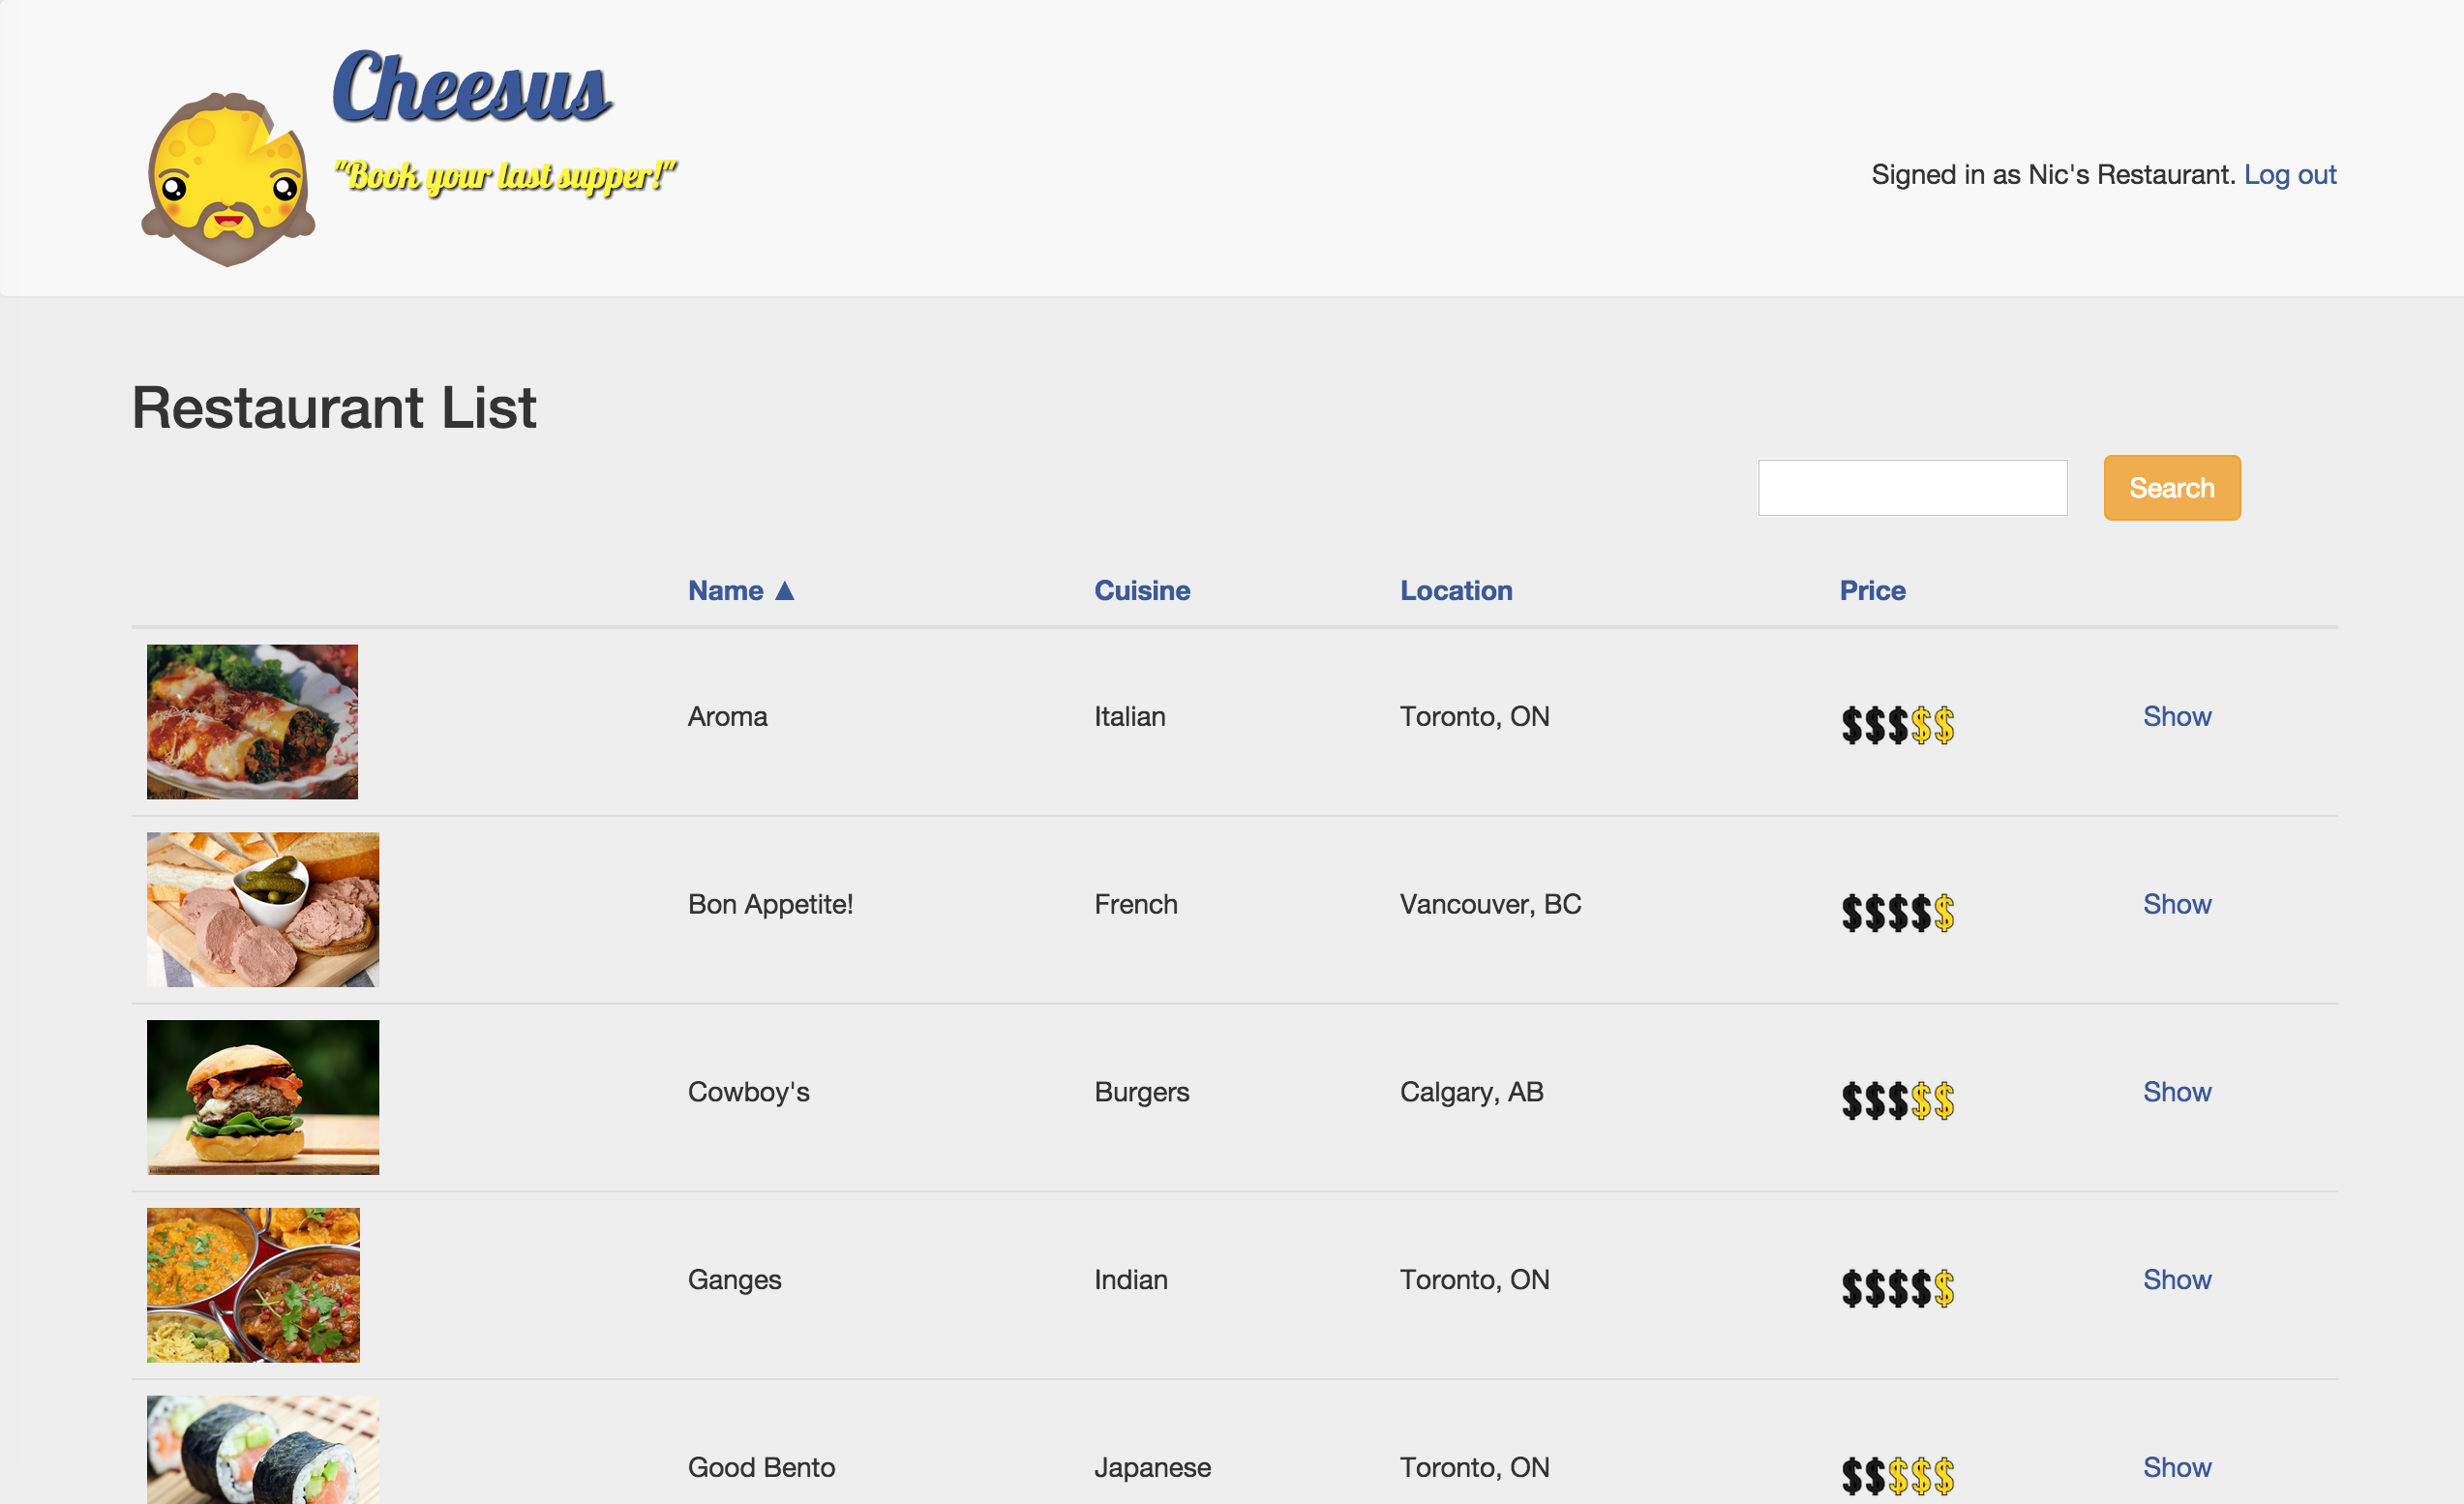 Cheesus
"Book your last supper!"
Signed in as Nic's Restaurant. Log out
Restaurant List
Search
Name ▲ Cuisine Location Price
Aroma Italian Toronto, ON $$$$$ Show
Bon Appetite! French Vancouver, BC $$$$$ Show
Cowboy's Burgers Calgary, AB $$$$$ Show
Ganges Indian Toronto, ON $$$$$ Show
Good Bento Japanese Toronto, ON $$$$$ Show